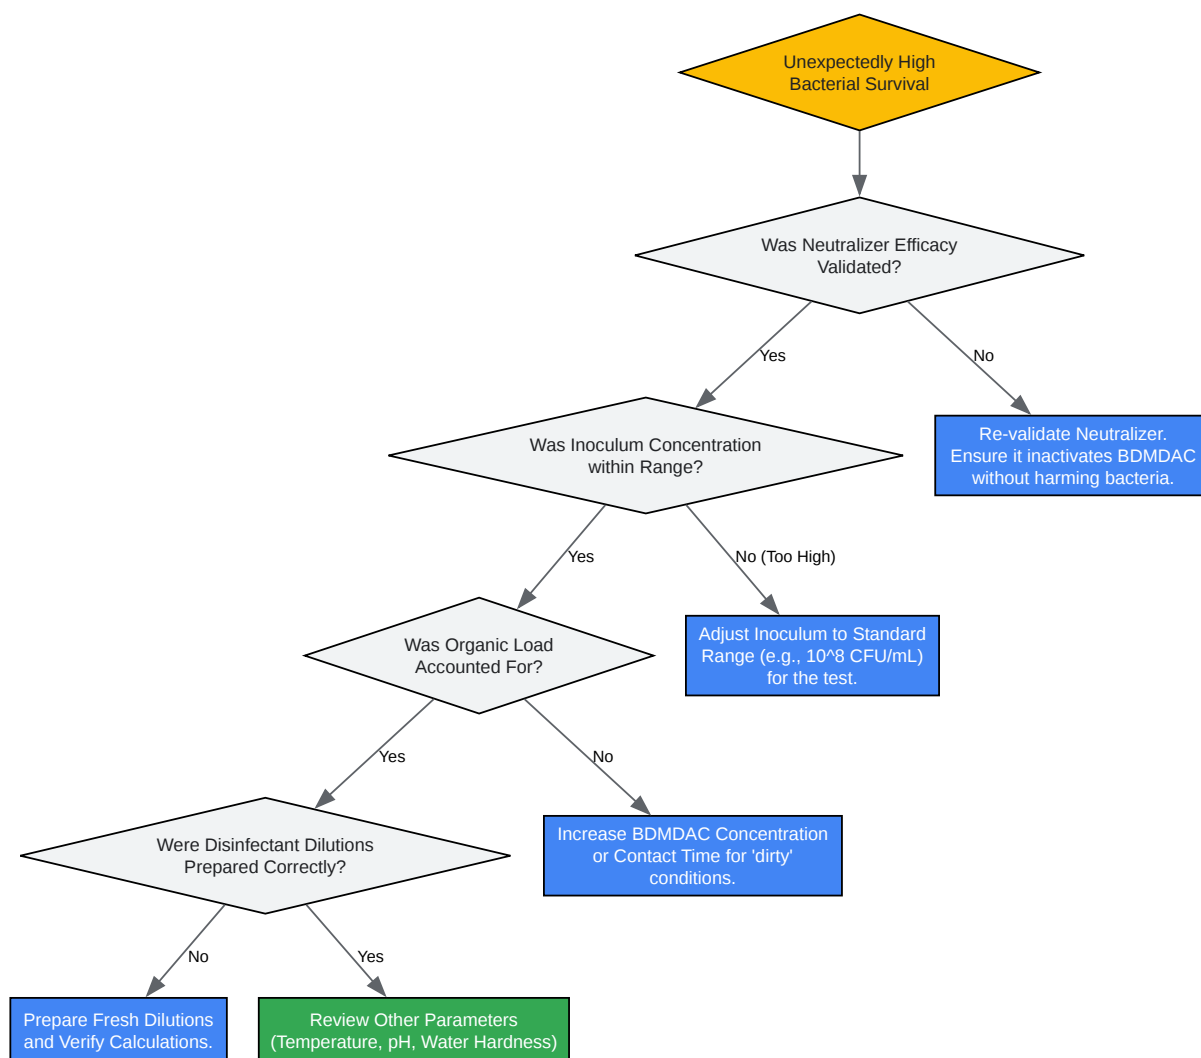 Unexpectedly High
Bacterial Survival
Was Neutralizer Efficacy
Validated?
Yes
No
Was Inoculum Concentration
within Range?
Re-validate Neutralizer.
Ensure it inactivates BDMDAC
without harming bacteria.
Yes
No (Too High)
Was Organic Load
Accounted For?
Adjust Inoculum to Standard
Range (e.g., 10^8 CFU/mL)
for the test.
Yes
No
Were Disinfectant Dilutions
Prepared Correctly?
Increase BDMDAC Concentration
or Contact Time for 'dirty'
conditions.
No
Yes
Prepare Fresh Dilutions
and Verify Calculations.
Review Other Parameters
(Temperature, pH, Water Hardness)